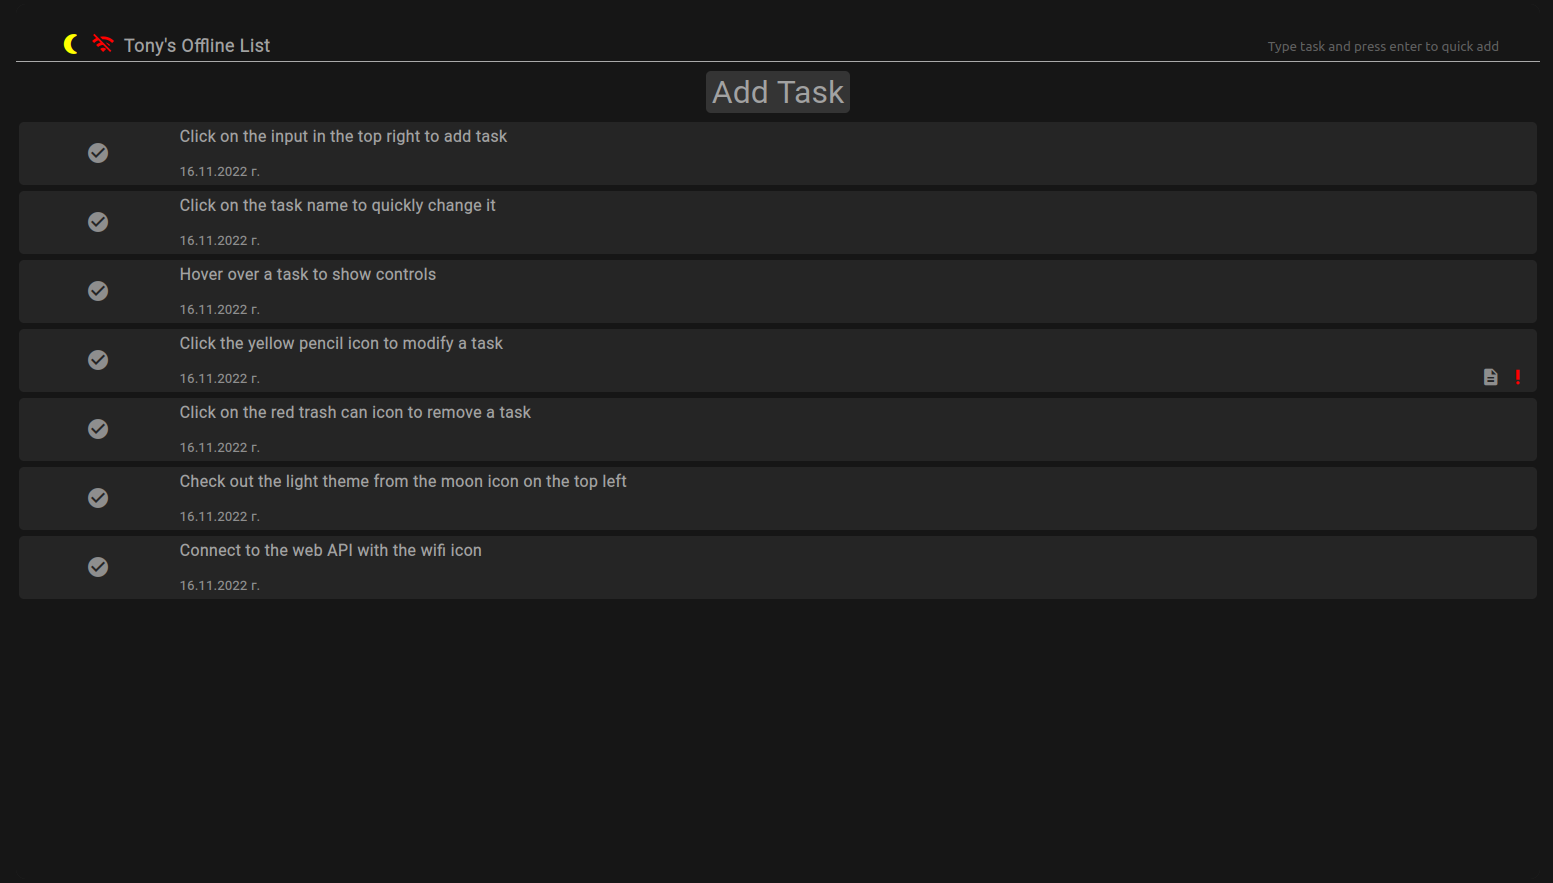 Tony's Offline List
Type task and press enter to quick add
Add Task
Click on the input in the top right to add task
16.11.2022 г.
Click on the task name to quickly change it
16.11.2022 г.
Hover over a task to show controls
16.11.2022 г.
Click the yellow pencil icon to modify a task
16.11.2022 г.
Click on the red trash can icon to remove a task
16.11.2022 г.
Check out the light theme from the moon icon on the top left
16.11.2022 г.
Connect to the web API with the wifi icon
16.11.2022 г.